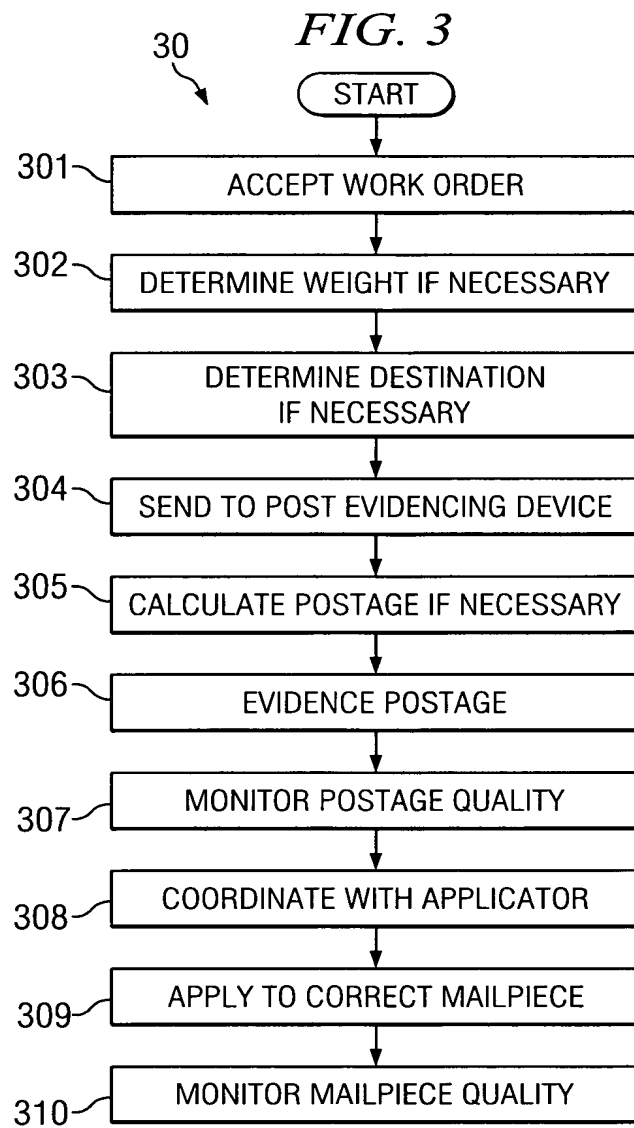 FIG. 3
30
START
301
ACCEPT WORK ORDER
302
DETERMINE WEIGHT IF NECESSARY
303
DETERMINE DESTINATION
IF NECESSARY
304
SEND TO POST EVIDENCING DEVICE
305
CALCULATE POSTAGE IF NECESSARY
306
EVIDENCE POSTAGE
307
MONITOR POSTAGE QUALITY
308
COORDINATE WITH APPLICATOR
309
APPLY TO CORRECT MAILPIECE
310
MONITOR MAILPIECE QUALITY